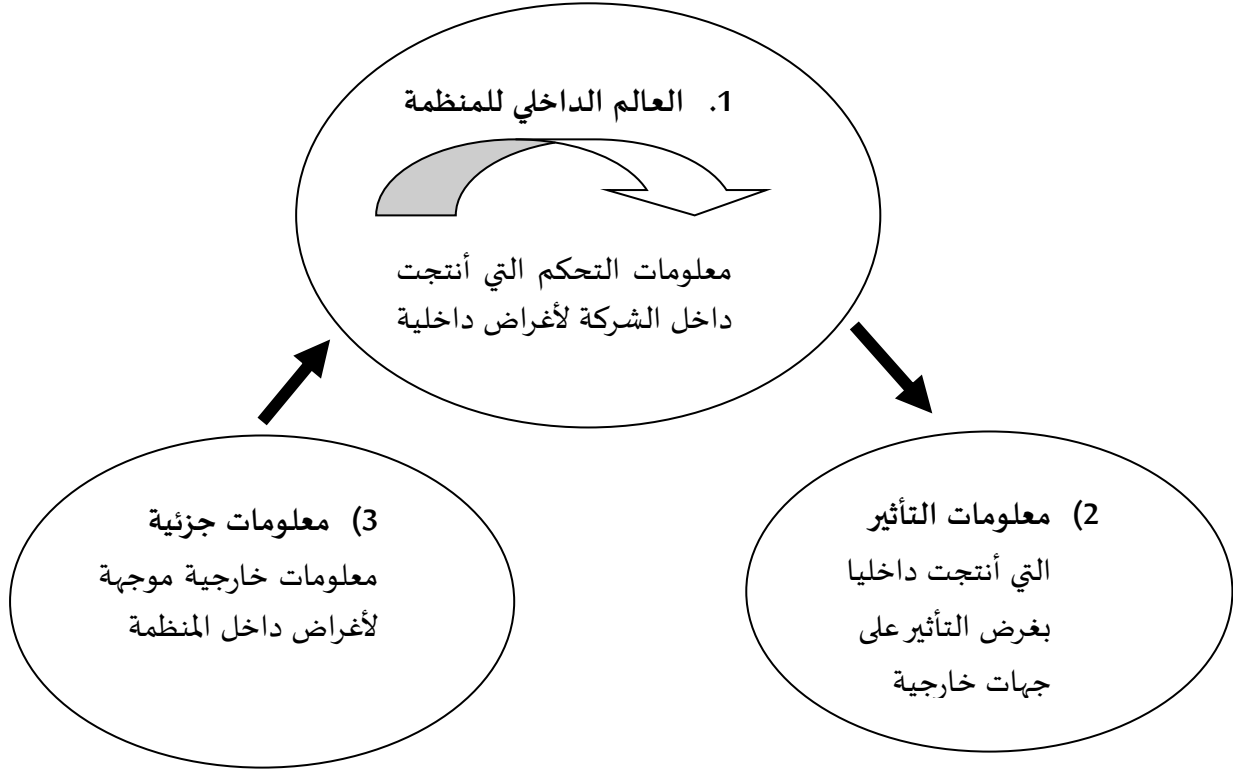 1. العالم الداخلي للمنظمة
معلومات التحكم التي أنتجت
داخل الشركة لأغراض داخلية
2) معلومات التأثير
التي أنتجت داخليا
بغرض التأثير على
جهات خارجية
3) معلومات جزئية
معلومات خارجية موجهة
لأغراض داخل المنظمة